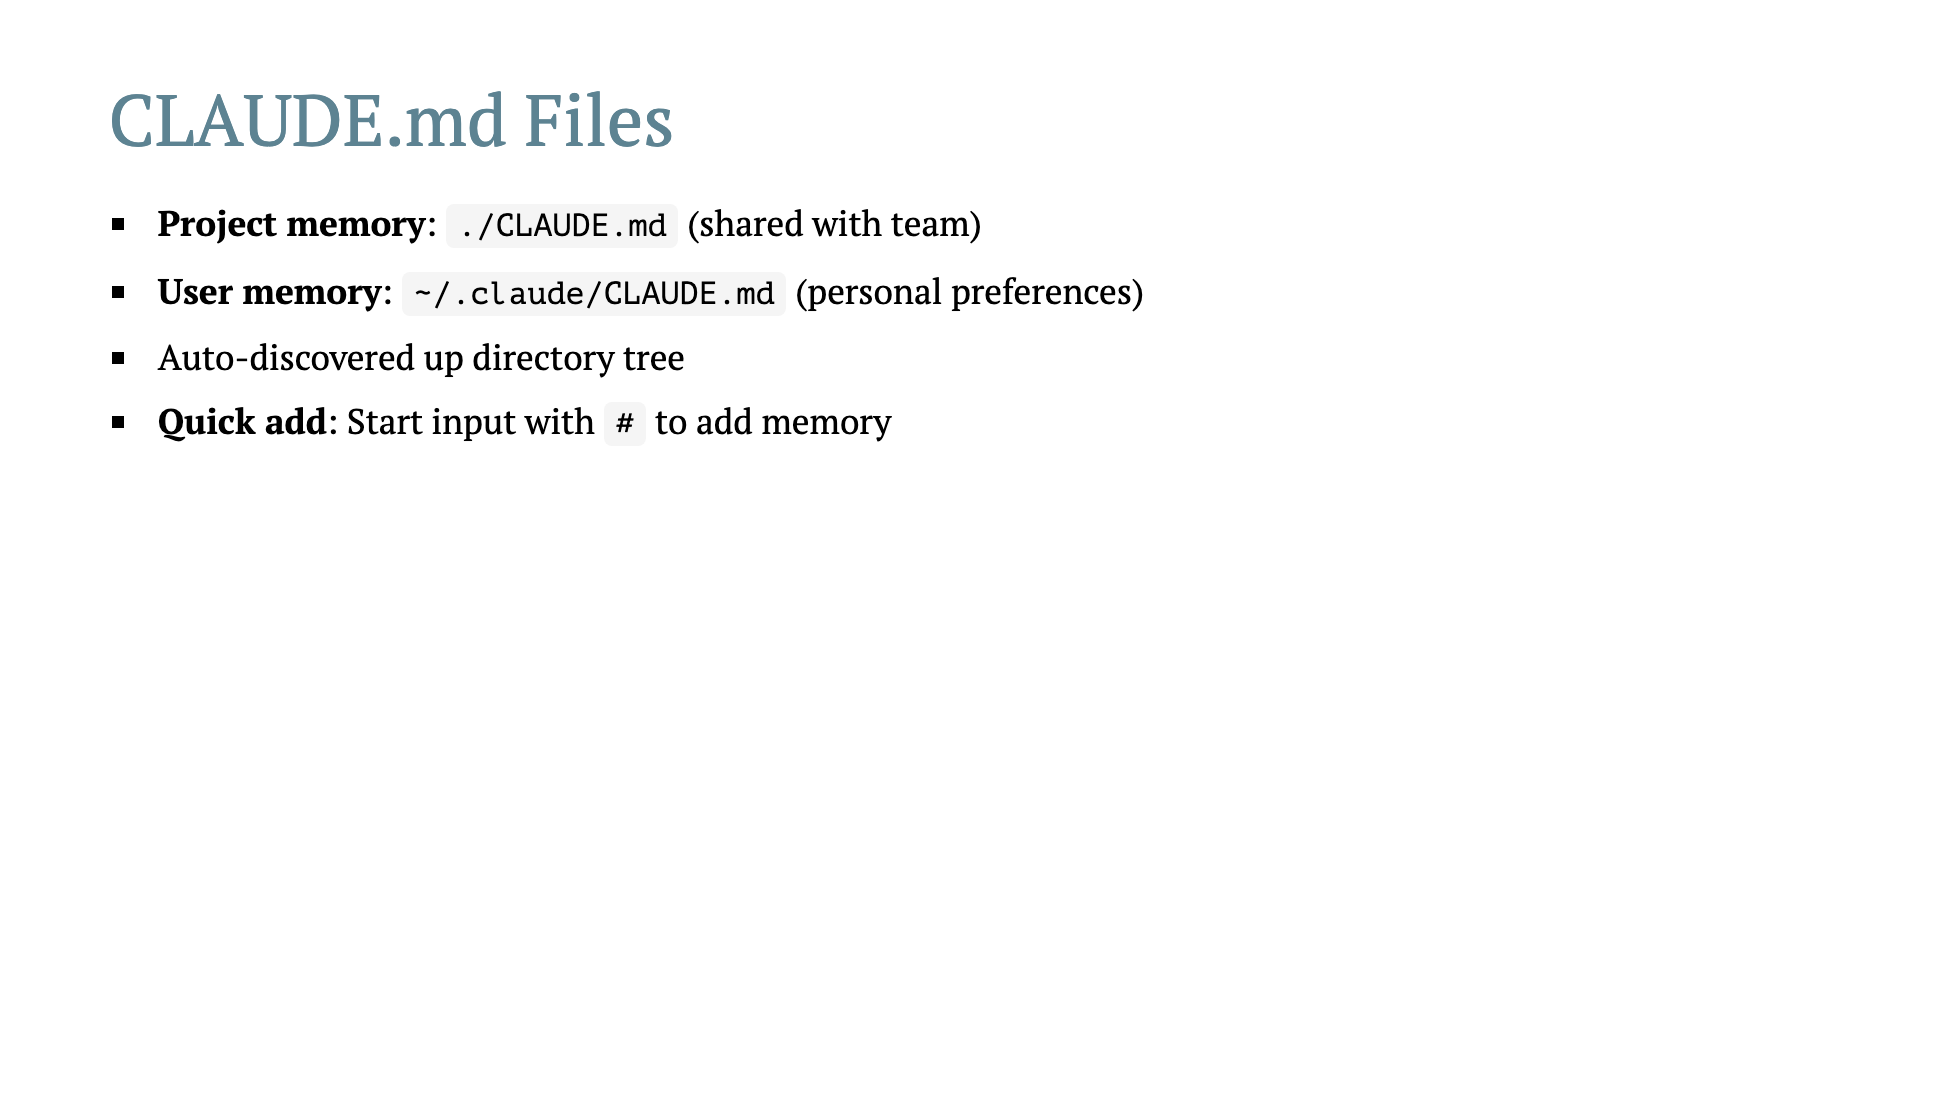 CLAUDE.md Files
▪ Project memory: ./CLAUDE.md (shared with team)
▪ User memory: ~/.claude/CLAUDE.md (personal preferences)
▪ Auto-discovered up directory tree
▪ Quick add: Start input with # to add memory